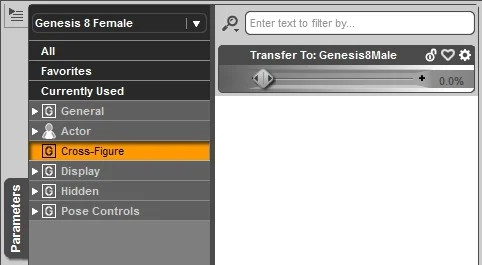 Genesis 8 Female
All
Favorites
Currently Used
G General
Actor
G Cross-Figure
G Display
G Hidden
G Pose Controls
Parameters
Enter text to filter by...
Transfer To: Genesis8Male
0.0%